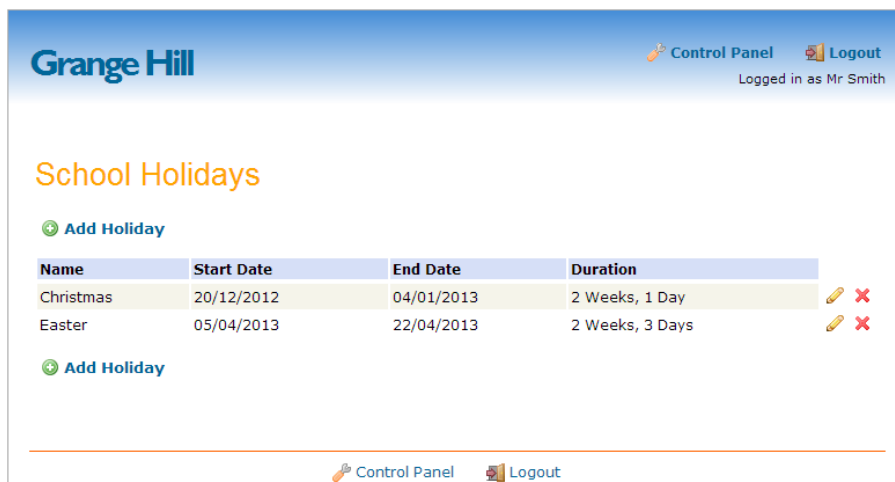 Grange Hill
Control Panel Logout
Logged in as Mr Smith
School Holidays
Add Holiday
Name Start Date End Date Duration
Christmas 20/12/2012 04/01/2013 2 Weeks, 1 Day
Easter 05/04/2013 22/04/2013 2 Weeks, 3 Days
Add Holiday
Control Panel Logout